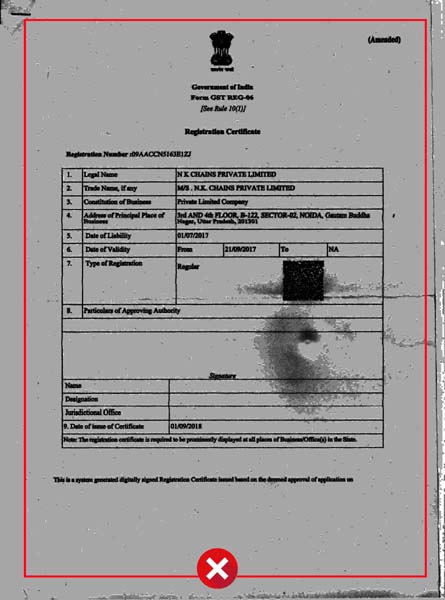 (Amended)
सत्यमेव जयते
Government of India
Form GST REG-06
[See Rule 10(1)]
Registration Certificate
Registration Number :09AACCN5163E1ZJ
1. Legal Name N K CHAINS PRIVATE LIMITED
2. Trade Name, if any M/S . N.K. CHAINS PRIVATE LIMITED
3. Constitution of Business Private Limited Company
4. Address of Principal Place of Business 3rd AND 4th FLOOR, B-122, SECTOR-02, NOIDA, Gautam Buddha Nagar, Uttar Pradesh, 201301
5. Date of Liability 01/07/2017
6. Date of Validity From 21/09/2017 To NA
7. Type of Registration Regular
8. Particulars of Approving Authority
Signature
Name
Designation
Jurisdictional Office
9. Date of issue of Certificate 01/09/2018
Note: The registration certificate is required to be prominently displayed at all places of Business/Office(s) in the State.
This is a system generated digitally signed Registration Certificate issued based on the deemed approval of application on